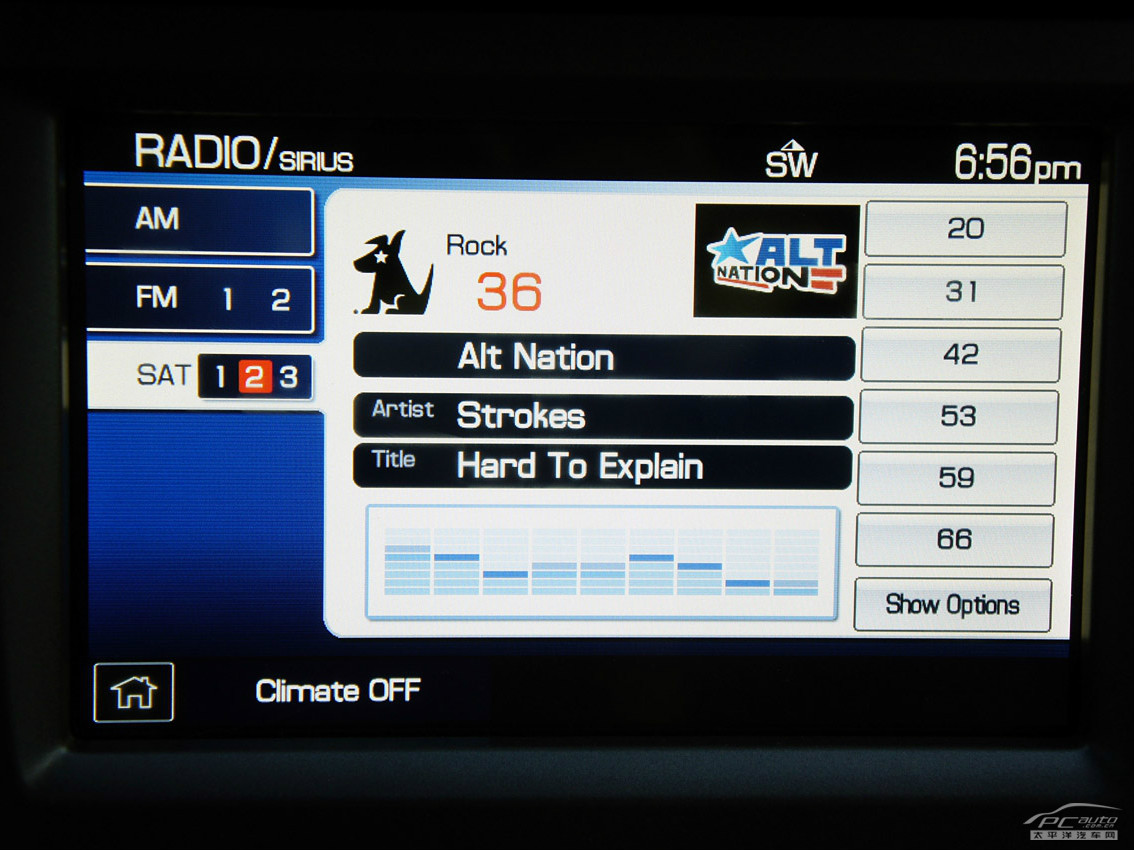 RADIO/SIRIUS
SW
6:56pm
AM
FM 1 2
SAT 1 2 3
Rock
36
ALT
NATION
Alt Nation
Artist Strokes
Title Hard To Explain
20
31
42
53
59
66
Show Options
Climate OFF
PCauto
.com.cn
太平洋汽车网